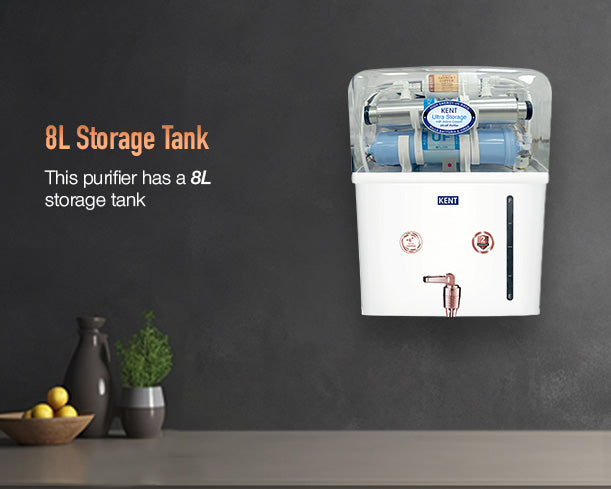 8L Storage Tank
This purifier has a 8L
storage tank
KENT
Ultra Storage
KENT